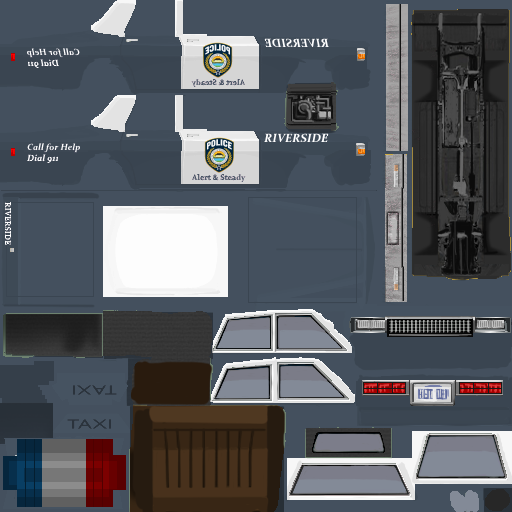 Call for Help
Dial 911
POLICE
Alert & Steady
RIVERSIDE
Call for Help
Dial 911
POLICE
Alert & Steady
RIVERSIDE
RIVERSIDE
TAXI
TAXI